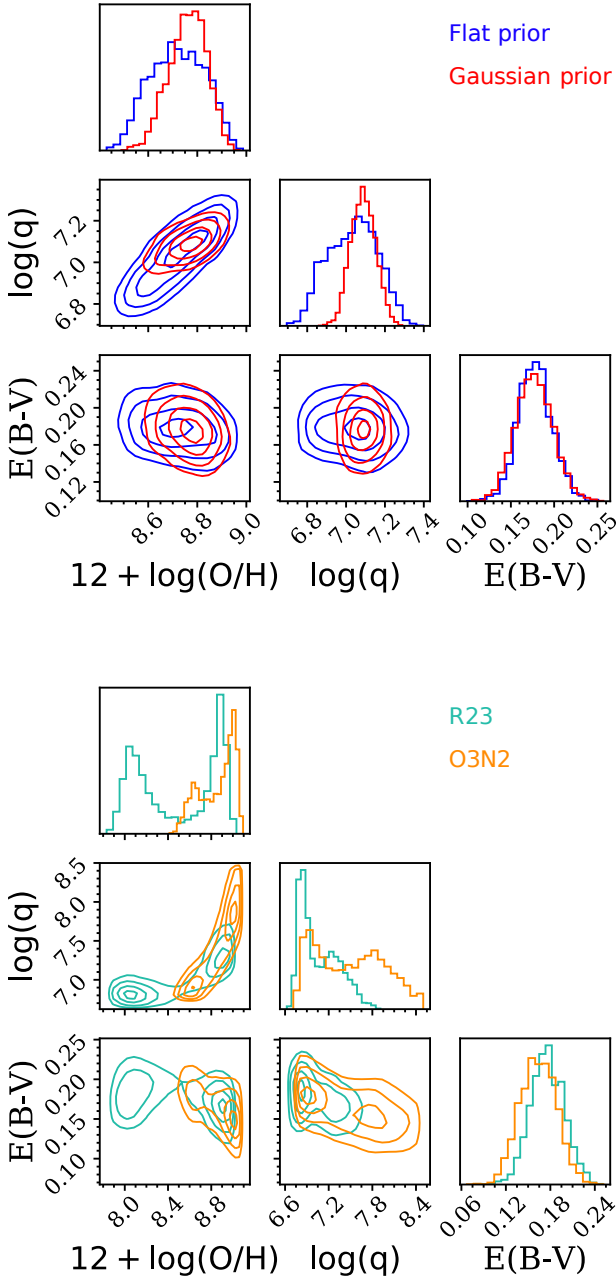 Flat prior
Gaussian prior
log(q)
7.2
7.0
6.8
E(B-V)
0.24
0.20
0.16
0.12
8.6 8.8 9.0
6.8 7.1 7.4
0.10 0.15 0.20 0.25
12 + log(O/H) log(q) E(B-V)
R23
O3N2
log(q)
8.5
8.0
7.5
7.0
E(B-V)
0.25
0.20
0.15
0.10
8.0 8.4 8.8
6.6 7.2 7.8 8.4
0.06 0.12 0.18 0.24
12 + log(O/H) log(q) E(B-V)